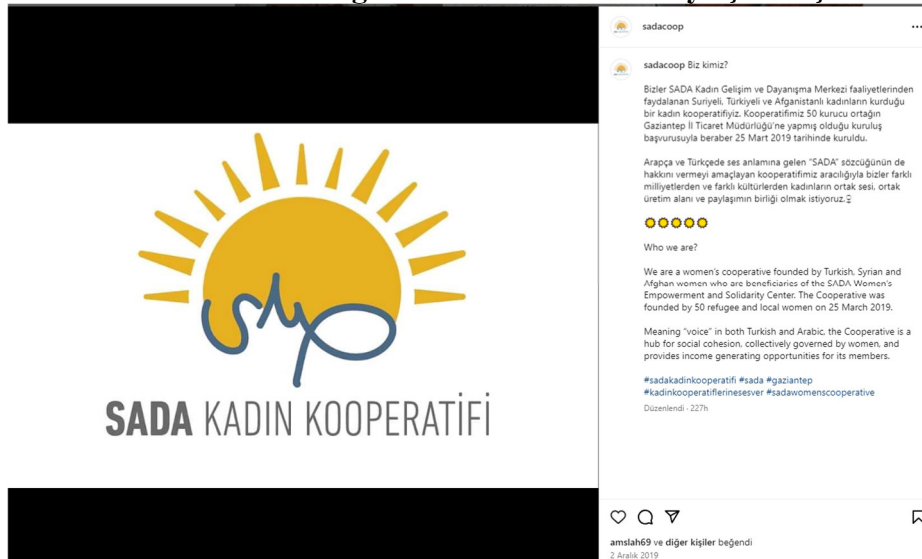 SADA KADIN KOOPERATİFİ
sadacoop
sadacoop Biz kimiz?
Bizler SADA Kadın Gelişim ve Dayanışma Merkezi faaliyetlerinden
faydalanan Suriyeli, Türkiyeli ve Afganistanlı kadınların kurduğu
bir kadın kooperatifiyiz. Kooperatifimiz 50 kurucu ortağın
Gaziantep İl Ticaret Müdürlüğü'ne yapmış olduğu kuruluş
başvurusuyla beraber 25 Mart 2019 tarihinde kuruldu.
Arapça ve Türkçede ses anlamına gelen "SADA" sözcüğünün de
hakkını vermeyi amaçlayan kooperatifimiz aracılığıyla bizler farklı
milliyetlerden ve farklı kültürlerden kadınların ortak sesi, ortak
üretim alanı ve paylaşımın birliği olmak istiyoruz.
Who we are?
We are a women's cooperative founded by Turkish, Syrian and
Afghan women who are beneficiaries of the SADA Women's
Empowerment and Solidarity Center. The Cooperative was
founded by 50 refugee and local women on 25 March 2019.
Meaning "voice" in both Turkish and Arabic, the Cooperative is a
hub for social cohesion, collectively governed by women, and
provides income generating opportunities for its members.
#sadakadinkooperatifi #sada #gaziantep
#kadinkooperatiflerinesesver #sadawomenscooperative
Düzenlendi · 227h
amslah69 ve diğer kişiler beğendi
2 Aralık 2019